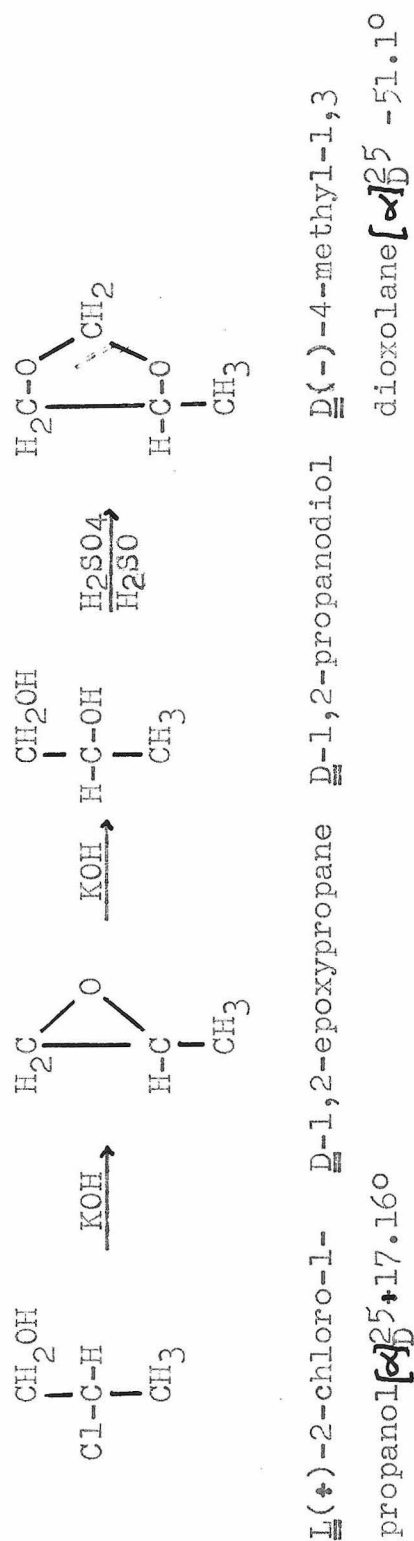 CH2OH
Cl-C-H
CH3
KOH
H2C
O
H-C
CH3
KOH
CH2OH
H-C-OH
CH3
H2SO4
H2SO
H2C-O
CH2
H-C-O
CH3
L(+)-2-chloro-1- D-1,2-epoxypropane D-1,2-propanodiol D(-)-4-methyl-1,3
propanol[α]25D+17.16° dioxolane[α]25D -51.1°